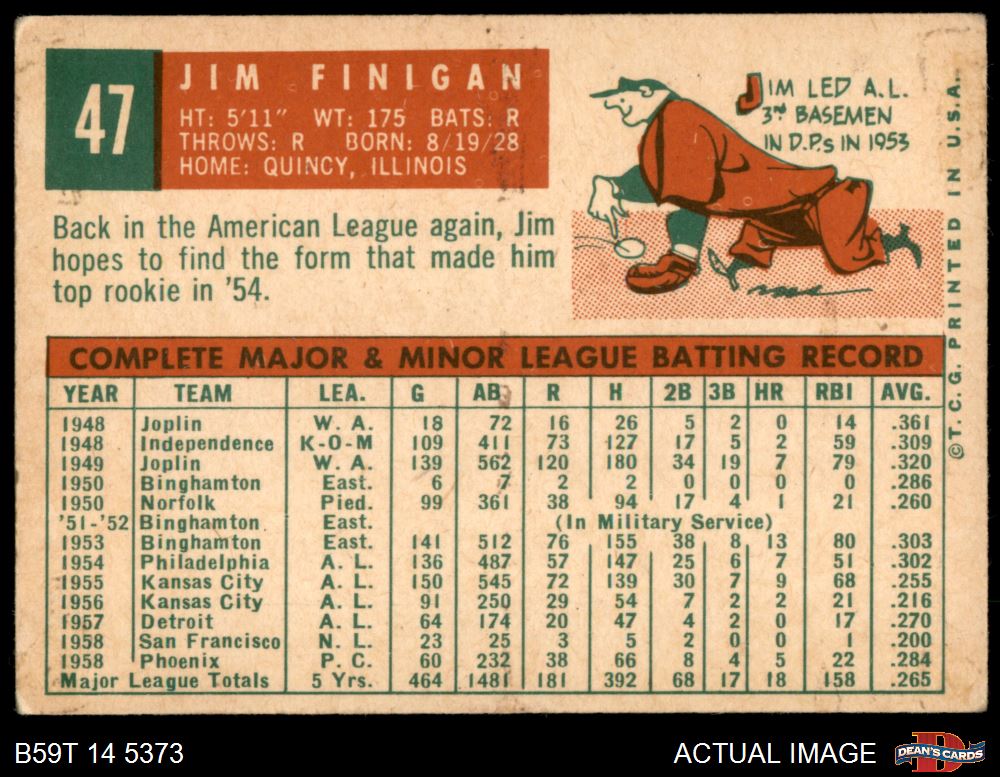 47
JIM FINIGAN
HT: 5'11" WT: 175 BATS: R
THROWS: R BORN: 8/19/28
HOME: QUINCY, ILLINOIS
JIM LED A.L.
3RD BASEMEN
IN D.P.s IN 1953
Back in the American League again, Jim
hopes to find the form that made him
top rookie in '54.
COMPLETE MAJOR & MINOR LEAGUE BATTING RECORD
YEAR TEAM LEA. G AB R H 2B 3B HR RBI AVG.
1948 Joplin W. A. 18 72 16 26 5 2 0 14 .361
1948 Independence K-O-M 109 411 73 127 17 5 2 59 .309
1949 Joplin W. A. 139 562 120 180 34 19 7 79 .320
1950 Binghamton East. 6 7 2 2 0 0 0 0 .286
1950 Norfolk Pied. 99 361 38 94 17 4 1 21 .260
'51-'52 Binghamton East. (In Military Service)
1953 Binghamton East. 141 512 76 155 38 8 13 80 .303
1954 Philadelphia A. L. 136 487 57 147 25 6 7 51 .302
1955 Kansas City A. L. 150 545 72 139 30 7 9 68 .255
1956 Kansas City A. L. 91 250 29 54 7 2 2 21 .216
1957 Detroit A. L. 64 174 20 47 4 2 0 17 .270
1958 San Francisco N. L. 23 25 3 5 2 0 0 1 .200
1958 Phoenix P. C. 60 232 38 66 8 4 5 22 .284
Major League Totals 5 Yrs. 464 1481 181 392 68 17 18 158 .265
©T.C.G. PRINTED IN U.S.A.
B59T 14 5373
ACTUAL IMAGE
DEAN'S CARDS